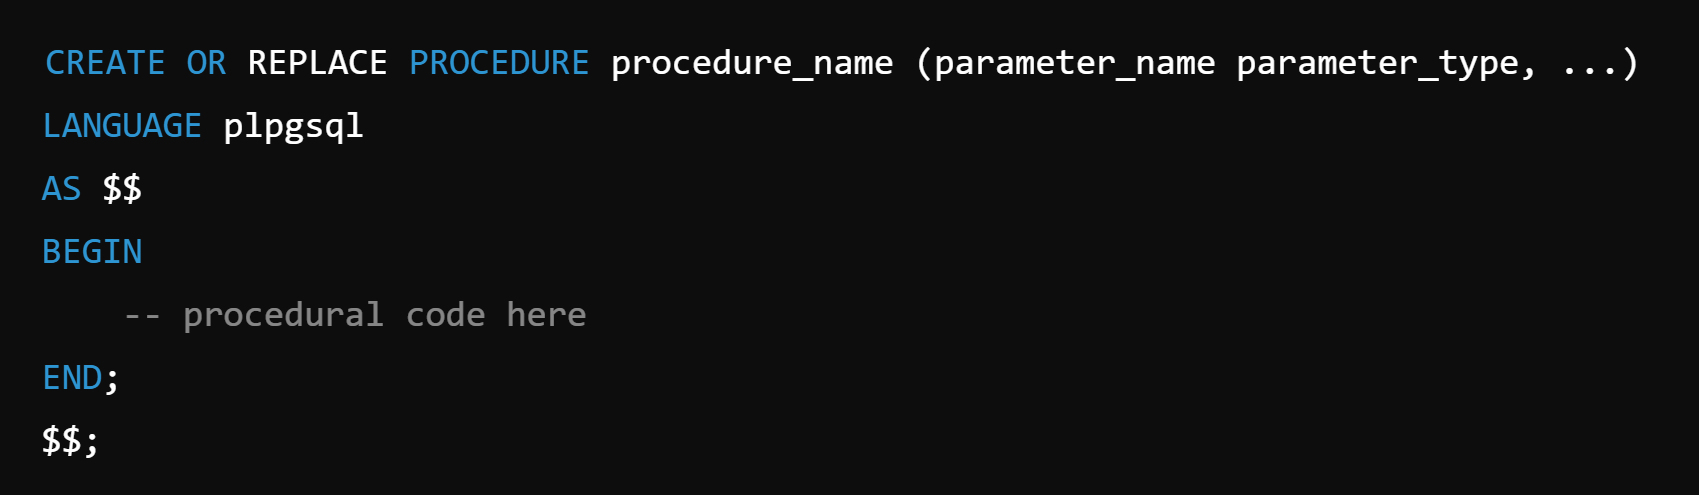 CREATE OR REPLACE PROCEDURE procedure_name (parameter_name parameter_type, ...)
LANGUAGE plpgsql
AS $$
BEGIN
    -- procedural code here
END;
$$;